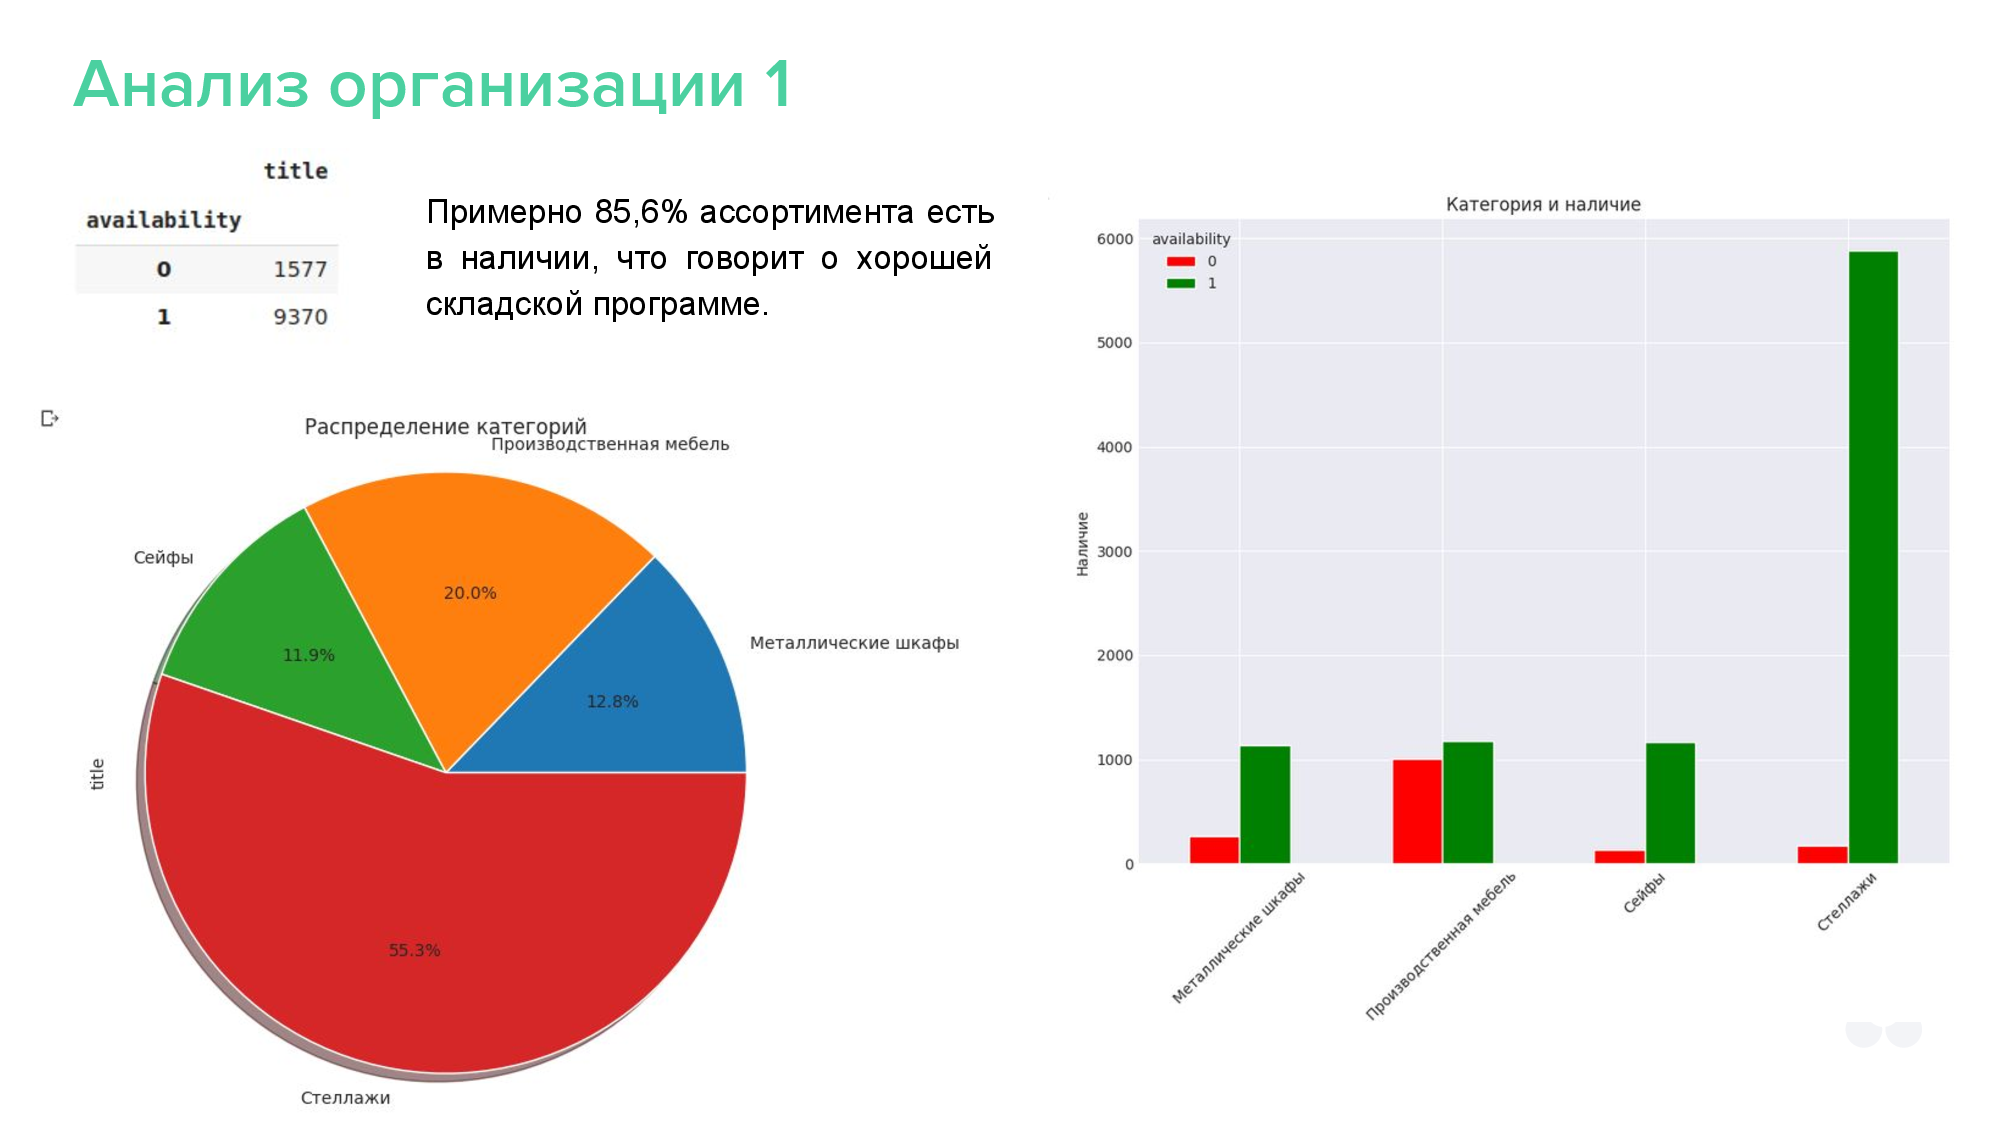 Анализ организации 1
title
availability
0 1577
1 9370
Примерно 85,6% ассортимента есть
в наличии, что говорит о хорошей
складской программе.
Распределение категорий
Производственная мебель
Сейфы
20.0%
Металлические шкафы
11.9%
12.8%
title
55.3%
Стеллажи
Категория и наличие
availability
0
1
6000
5000
4000
3000
2000
1000
0
Наличие
Металлические шкафы
Производственная мебель
Сейфы
Стеллажи